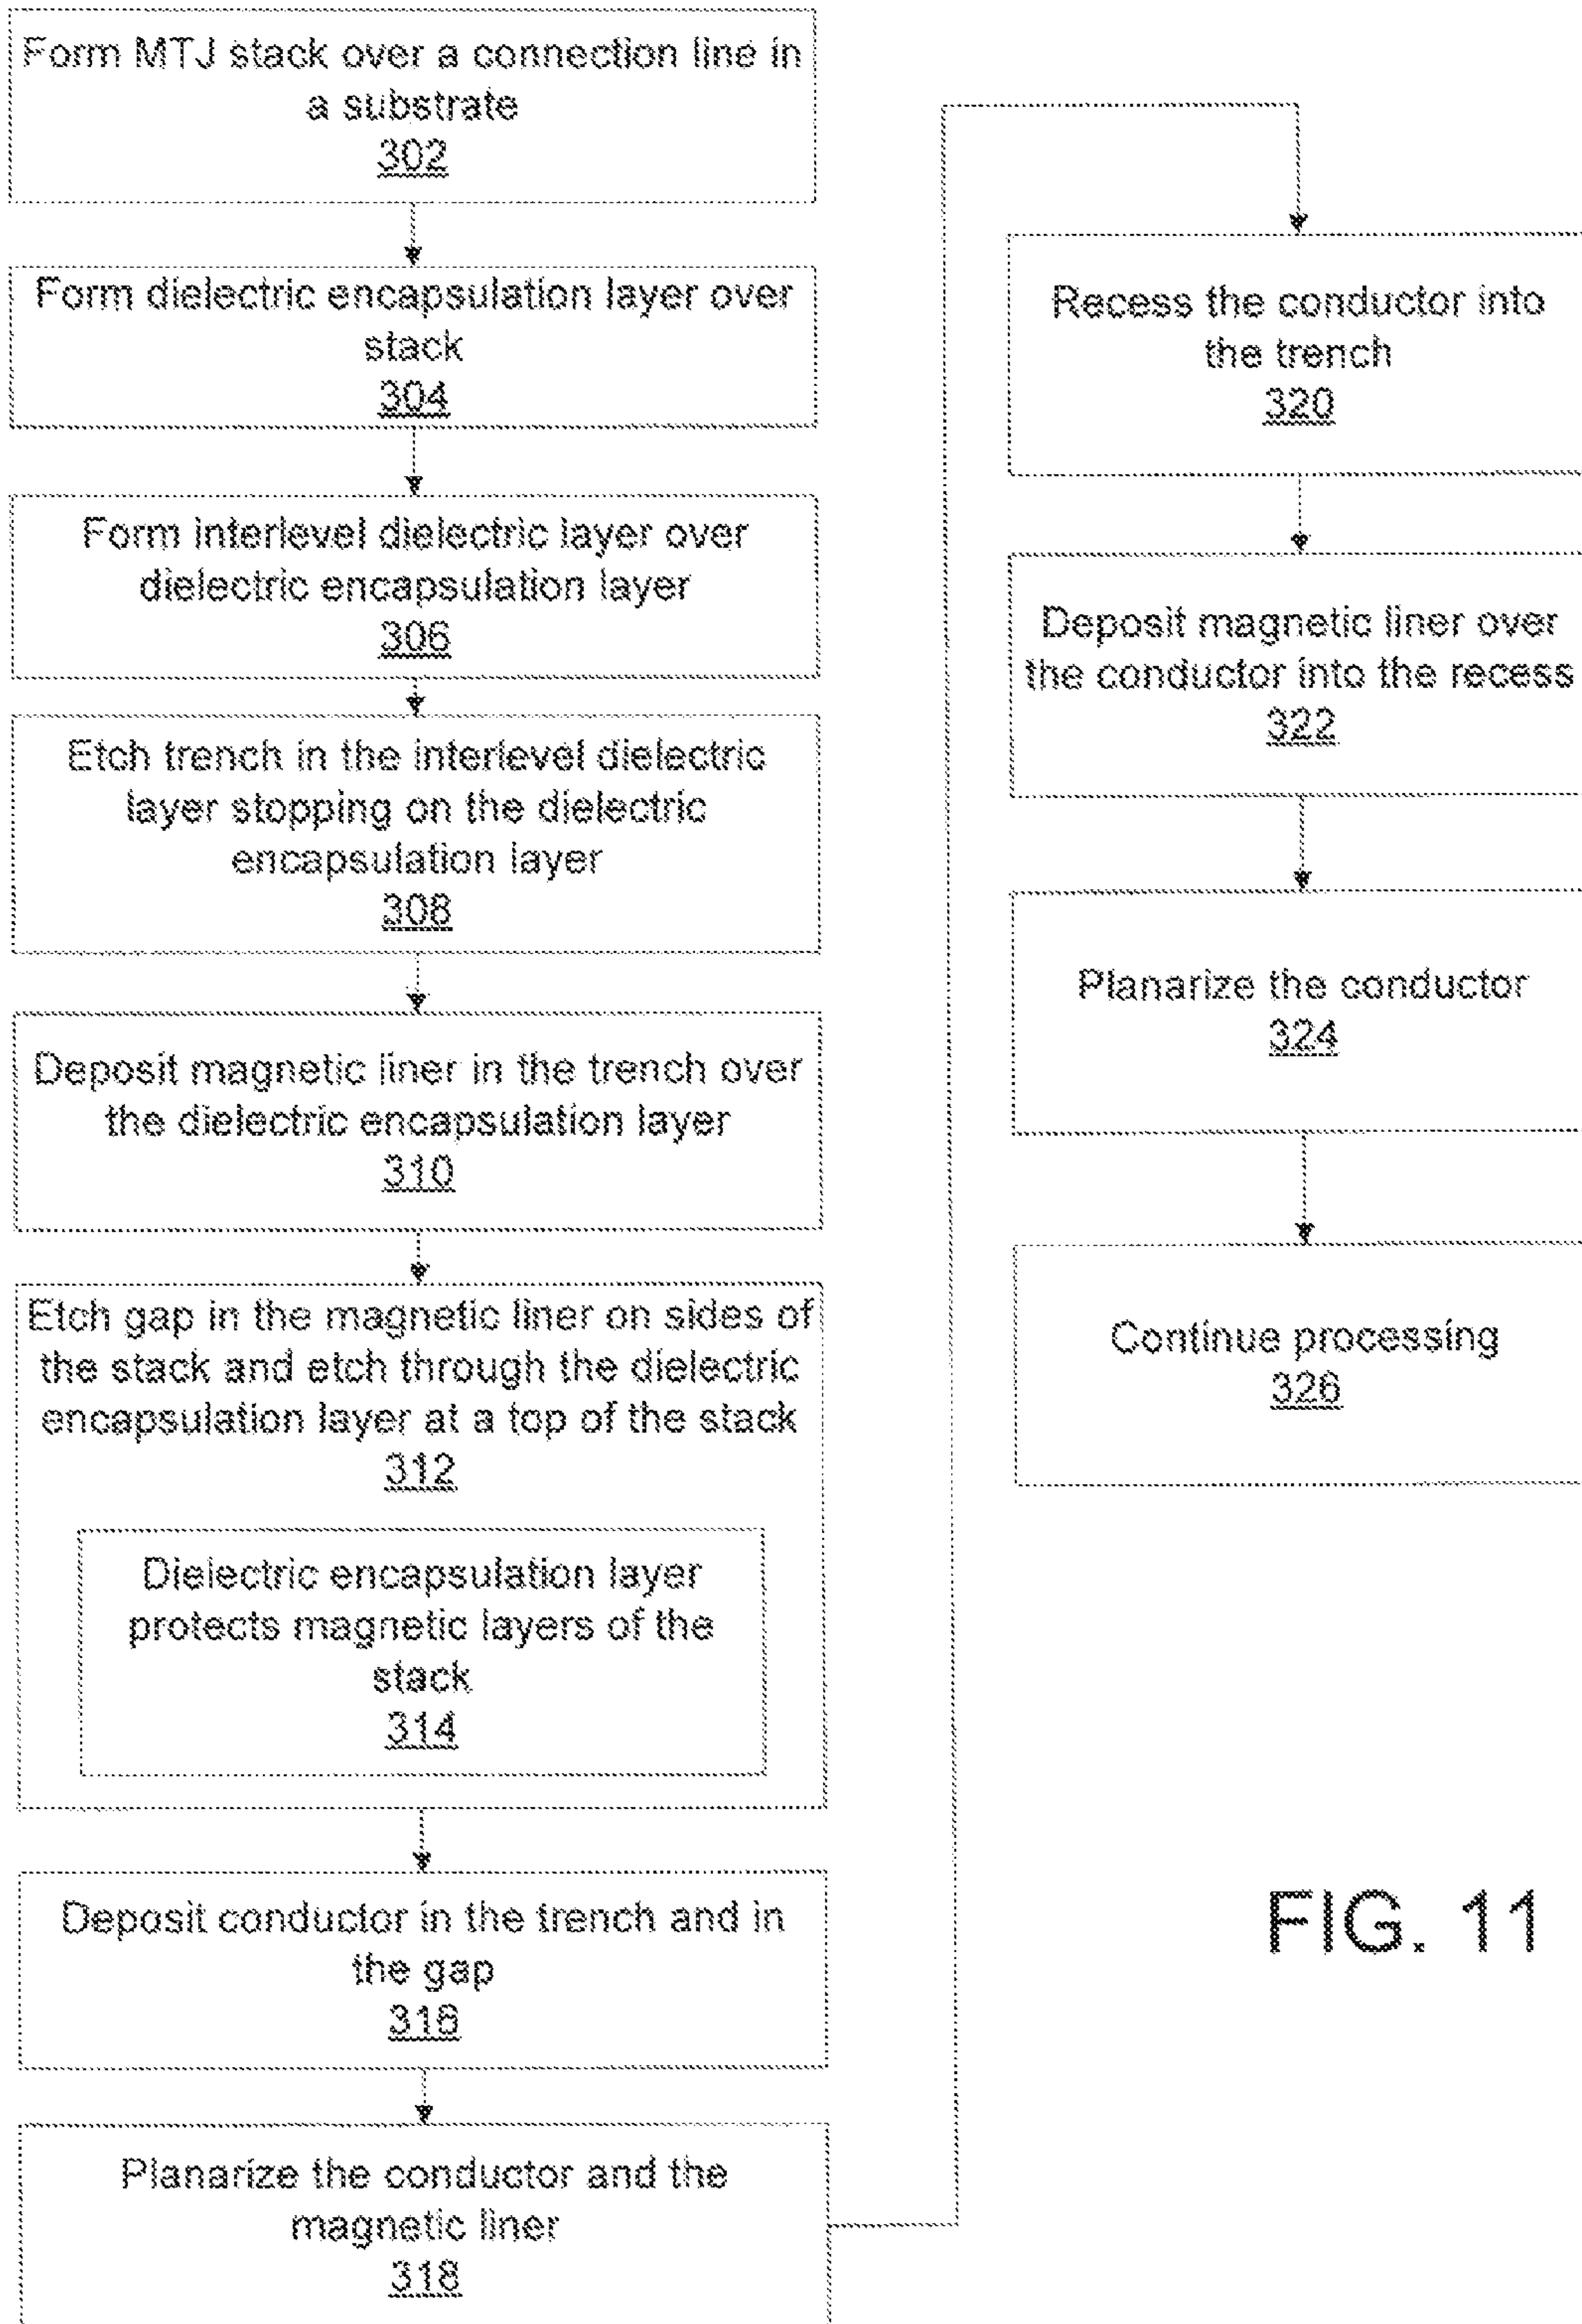 Form MTJ stack over a connection line in
a substrate
302
Form dielectric encapsulation layer over
stack
304
Form interlevel dielectric layer over
dielectric encapsulation layer
306
Etch trench in the interlevel dielectric
layer stopping on the dielectric
encapsulation layer
308
Deposit magnetic liner in the trench over
the dielectric encapsulation layer
310
Etch gap in the magnetic liner on sides of
the stack and etch through the dielectric
encapsulation layer at a top of the stack
312
Dielectric encapsulation layer
protects magnetic layers of the
stack
314
Deposit conductor in the trench and in
the gap
316
Planarize the conductor and the
magnetic liner
318
Recess the conductor into
the trench
320
Deposit magnetic liner over
the conductor into the recess
322
Planarize the conductor
324
Continue processing
326
FIG. 11